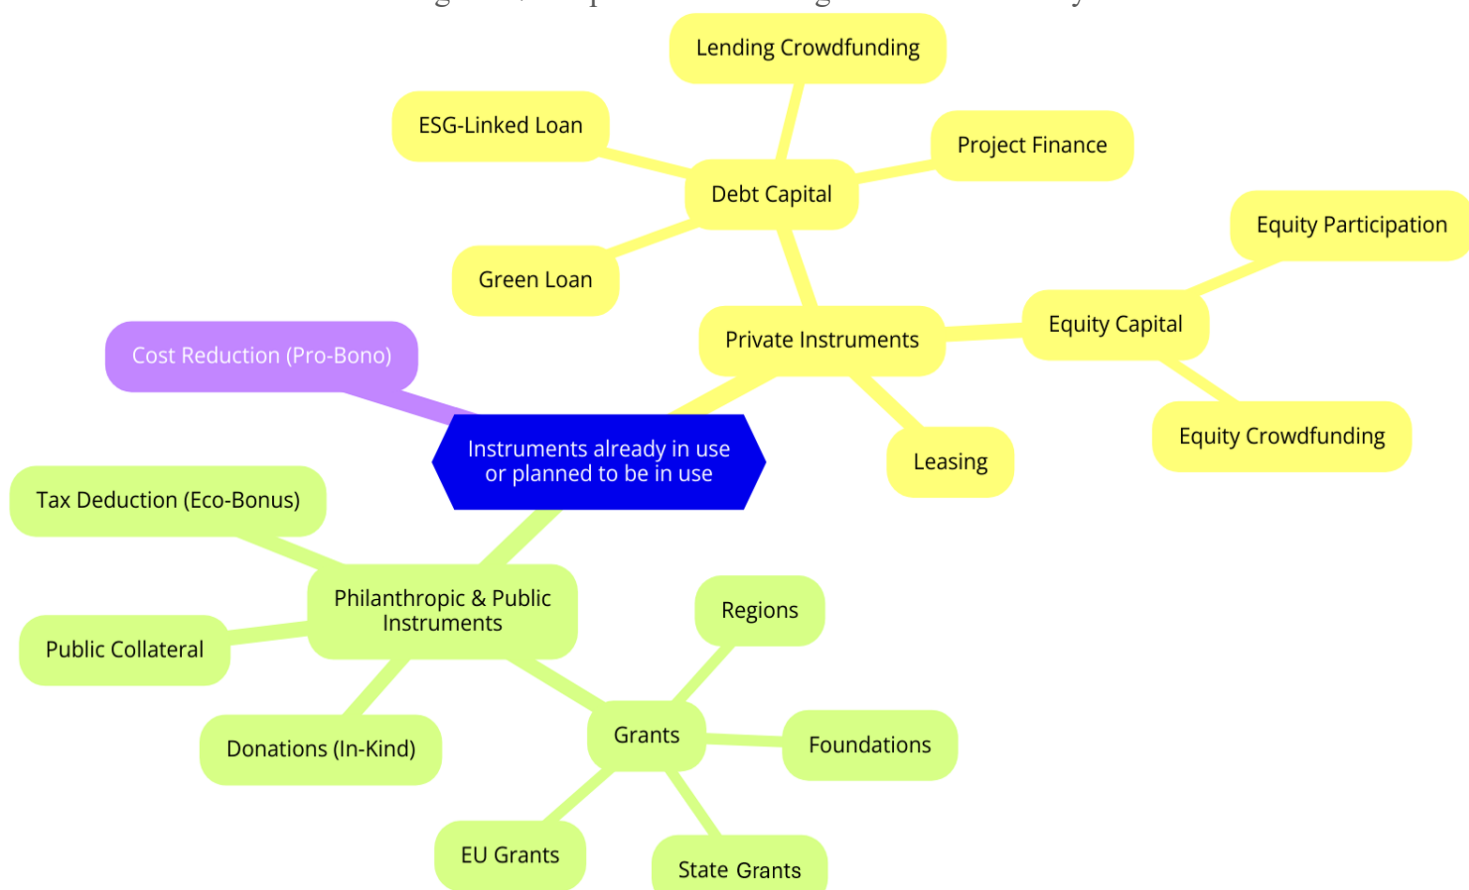 Lending Crowdfunding
ESG-Linked Loan
Project Finance
Debt Capital
Equity Participation
Green Loan
Equity Capital
Private Instruments
Cost Reduction (Pro-Bono)
Equity Crowdfunding
Instruments already in use
or planned to be in use
Leasing
Tax Deduction (Eco-Bonus)
Philanthropic & Public
Instruments
Regions
Public Collateral
Grants
Foundations
Donations (In-Kind)
EU Grants
State Grants